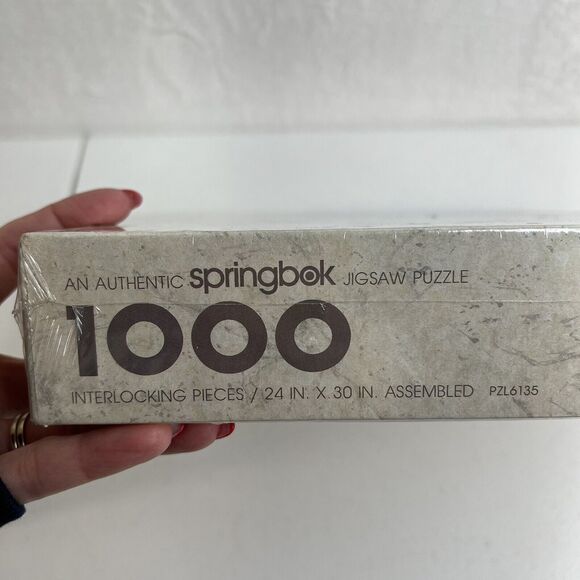 AN AUTHENTIC springbok JIGSAW PUZZLE
1000
INTERLOCKING PIECES / 24 IN. X 30 IN. ASSEMBLED PZL6135